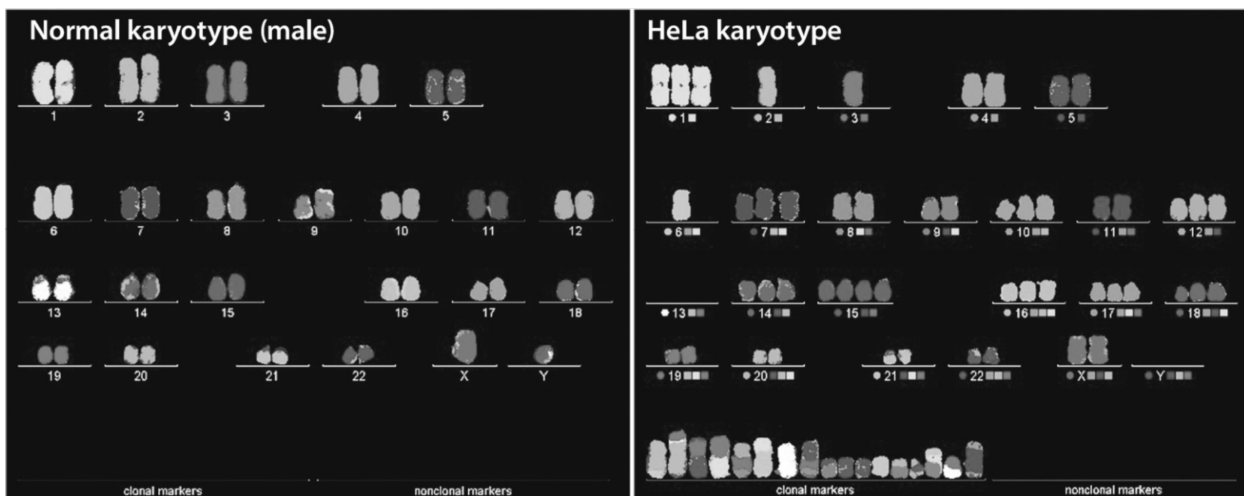 Normal karyotype (male)
1 2 3 4 5
6 7 8 9 10 11 12
13 14 15 16 17 18
19 20 21 22 X Y
clonal markers nonclonal markers
HeLa karyotype
1 2 3 4 5
6 7 8 9 10 11 12
13 14 15 16 17 18
19 20 21 22 X Y
clonal markers nonclonal markers